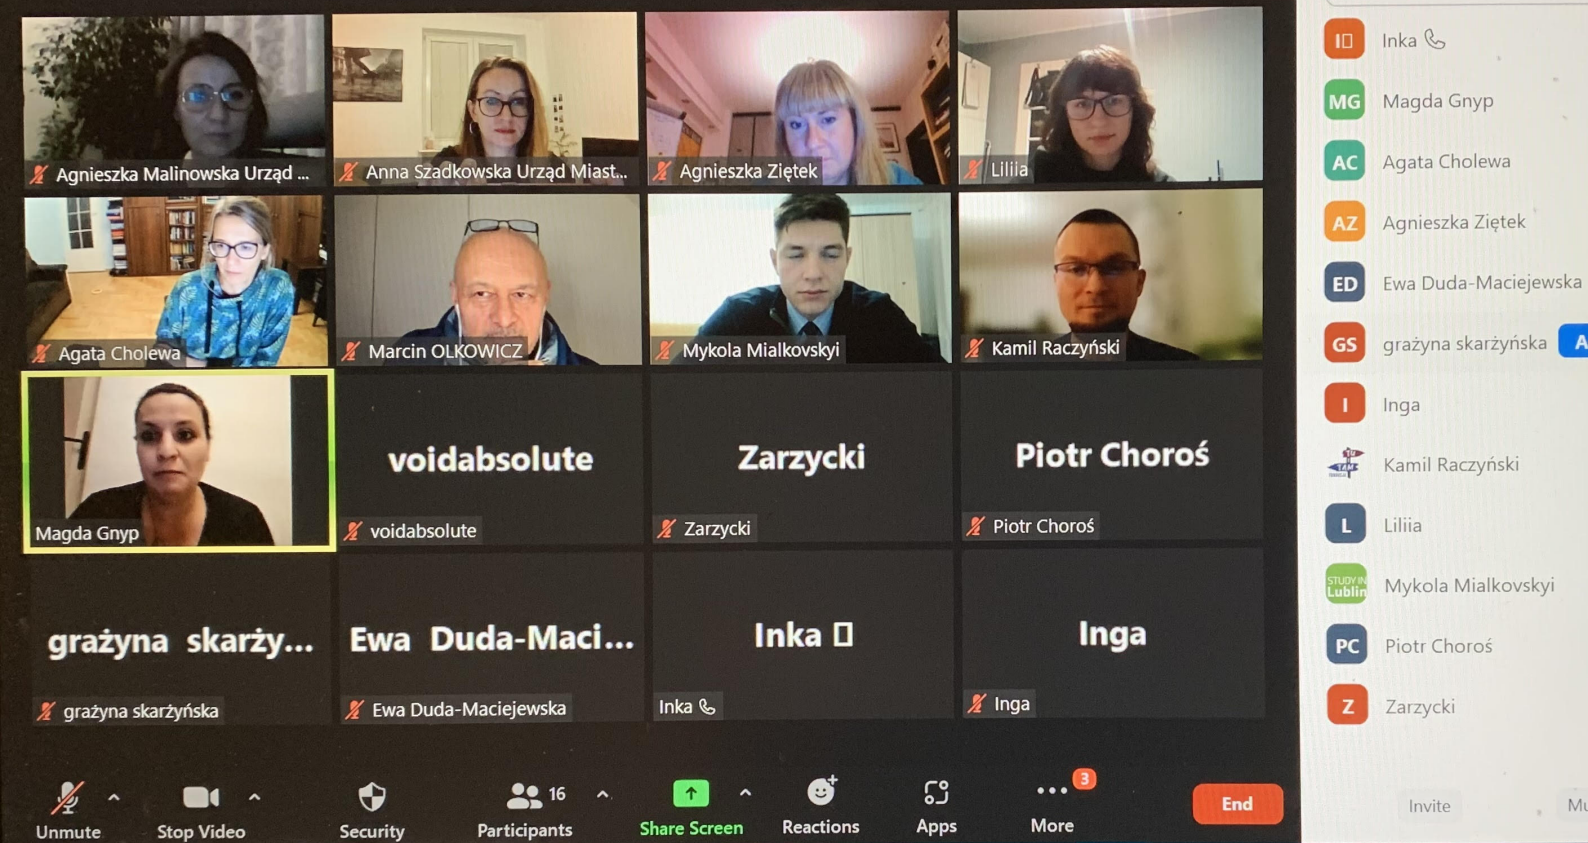 Agnieszka Malinowska Urząd ...
Anna Szadkowska Urząd Miast...
Agnieszka Ziętek
Liliia
Agata Cholewa
Marcin OLKOWICZ
Mykola Mialkovskyi
Kamil Raczyński
Magda Gnyp
voidabsolute
voidabsolute
Zarzycki
Zarzycki
Piotr Choroś
Piotr Choroś
grażyna skarży...
grażyna skarżyńska
Ewa Duda-Maci...
Ewa Duda-Maciejewska
Inka
Inka
Inga
Inga
Unmute
Stop Video
Security
16
Participants
Share Screen
Reactions
Apps
3
More
End
I
Inka
MG
Magda Gnyp
AC
Agata Cholewa
AZ
Agnieszka Ziętek
ED
Ewa Duda-Maciejewska
GS
grażyna skarżyńska
A
I
Inga
Kamil Raczyński
L
Liliia
STUDY IN
Lublin
Mykola Mialkovskyi
PC
Piotr Choroś
Z
Zarzycki
Invite
Mu